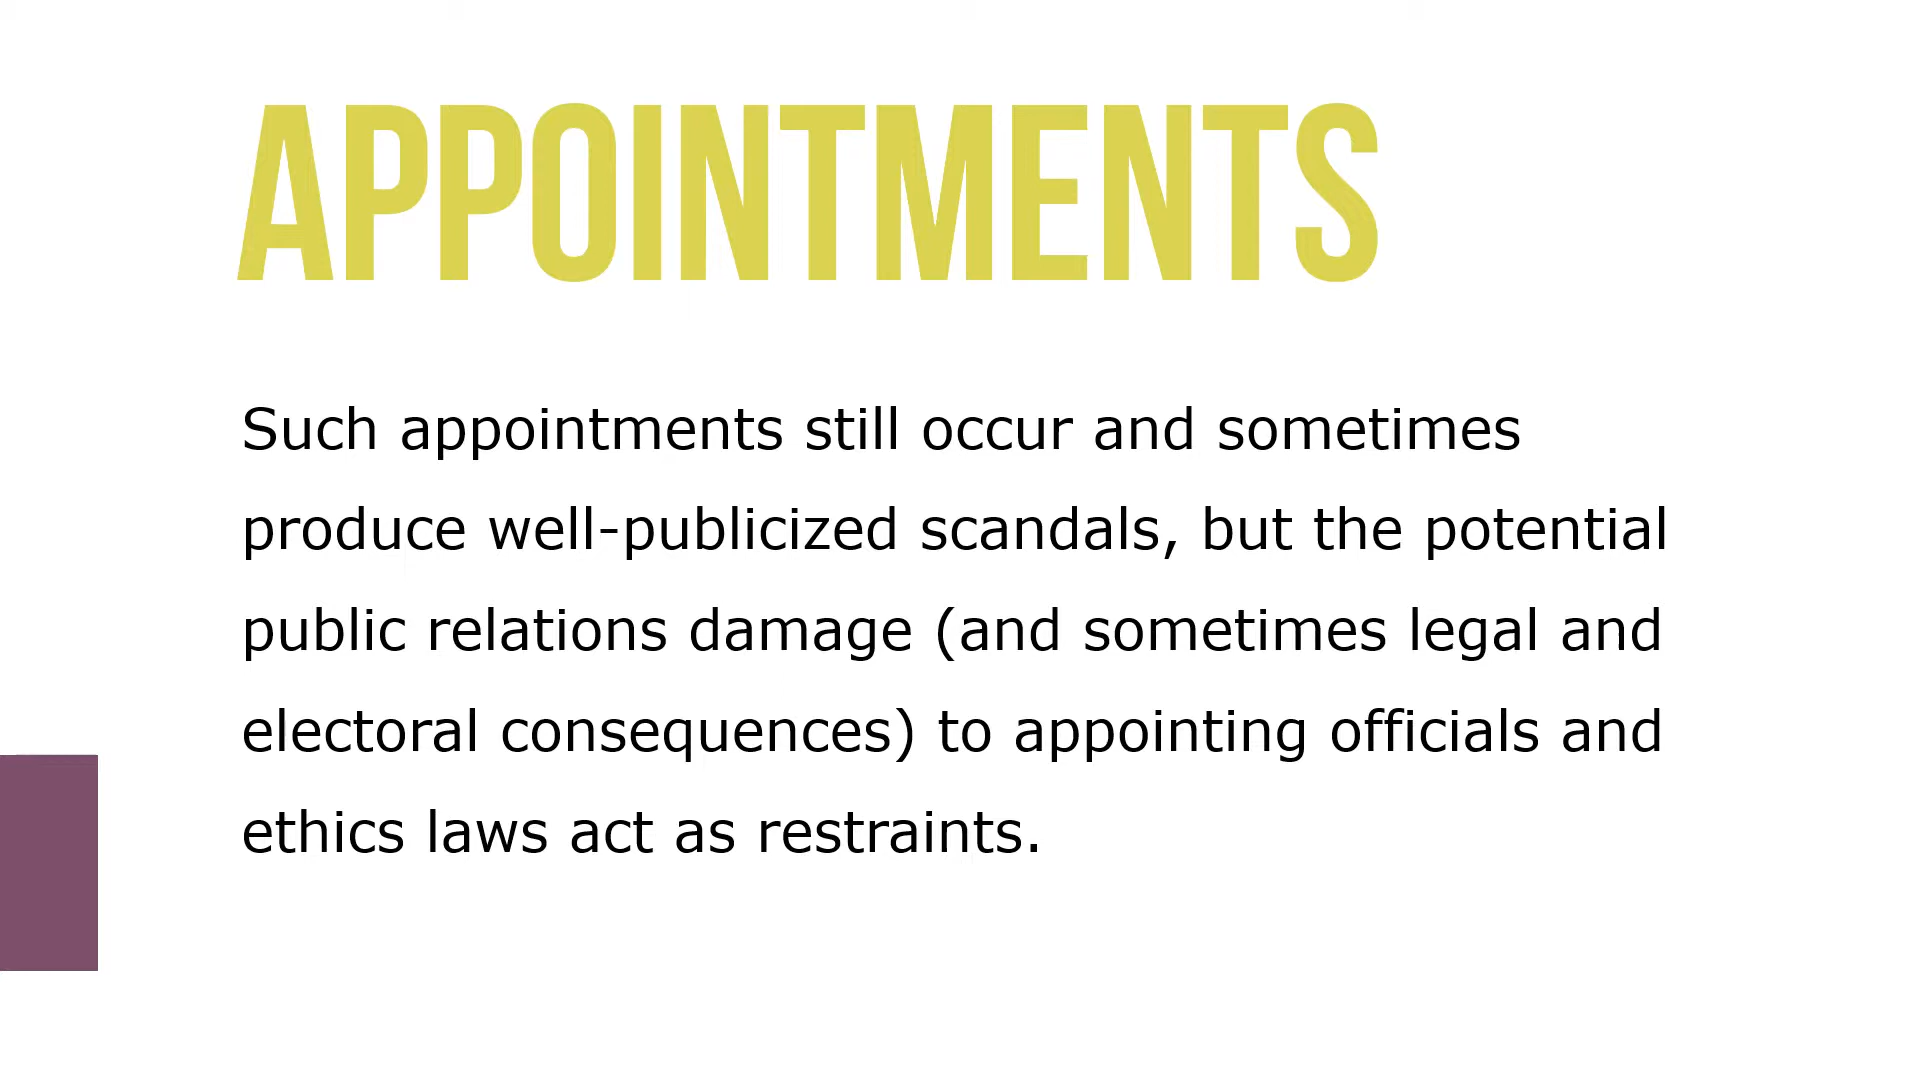 APPOINTMENTS
Such appointments still occur and sometimes
produce well-publicized scandals, but the potential
public relations damage (and sometimes legal and
electoral consequences) to appointing officials and
ethics laws act as restraints.